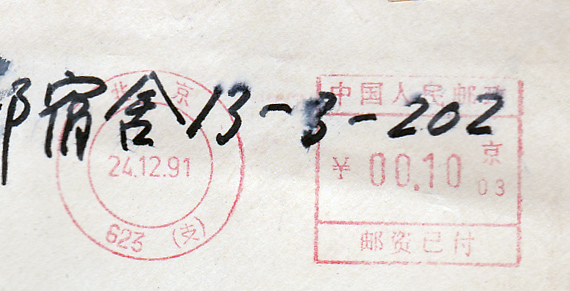 部宿舍13-3-202
北京
24.12.91
623 (支)
中国人民邮政
¥ 00.10 京 03
邮资已付